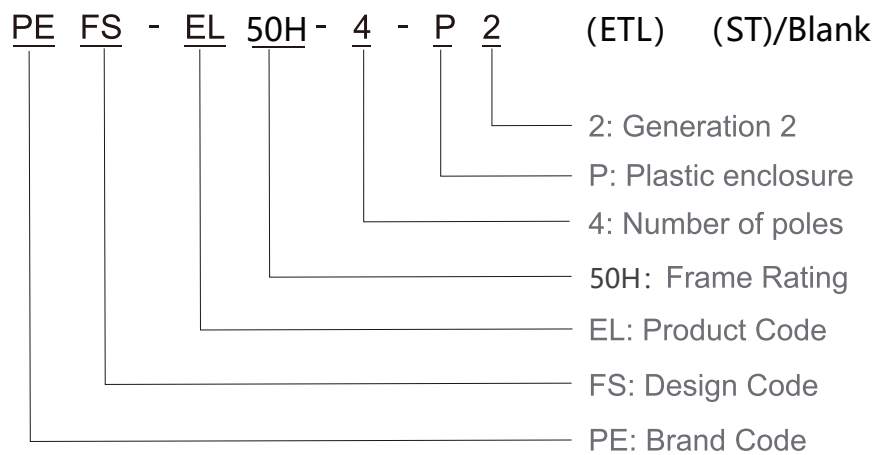 PE FS - EL 50H - 4 - P 2 (ETL) (ST)/Blank
2: Generation 2
P: Plastic enclosure
4: Number of poles
50H: Frame Rating
EL: Product Code
FS: Design Code
PE: Brand Code